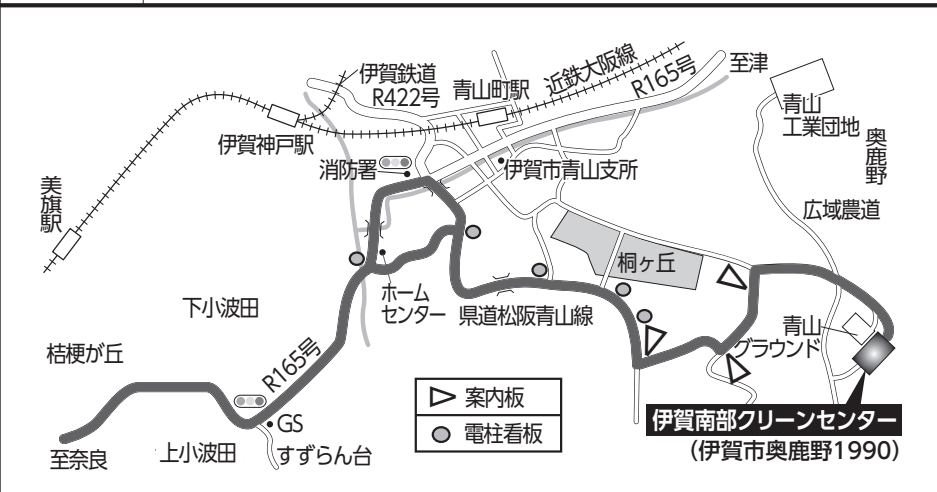 伊賀鉄道
R422号
青山町駅
近鉄大阪線
R165号
至津
青山
工業団地
奥鹿野
伊賀神戸駅
消防署
伊賀市青山支所
美旗駅
広域農道
桐ヶ丘
下小波田
ホーム
センター
県道松阪青山線
青山
グラウンド
桔梗が丘
R165号
案内板
電柱看板
GS
伊賀南部クリーンセンター
(伊賀市奥鹿野1990)
至奈良
上小波田
すずらん台